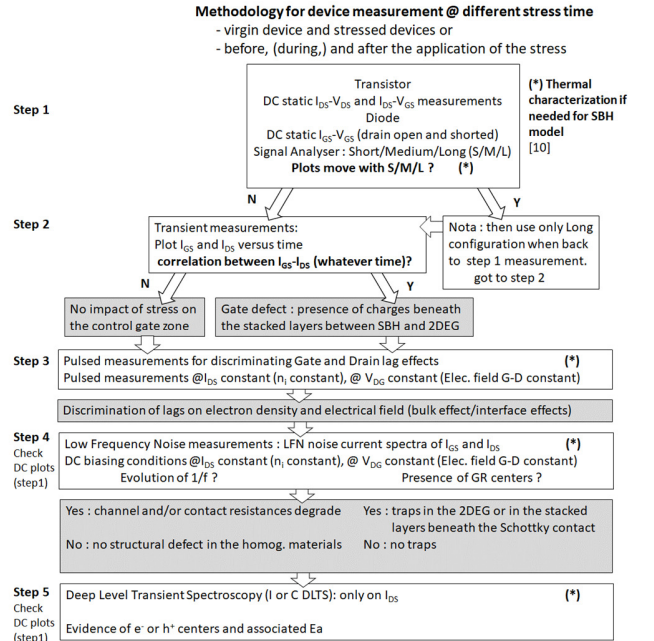 Methodology for device measurement @ different stress time
- virgin device and stressed devices or
- before, (during,) and after the application of the stress
Step 1
Transistor
DC static IDS-VDS and IDS-VGS measurements
Diode
DC static IGS-VGS (drain open and shorted)
Signal Analyser : Short/Medium/Long (S/M/L)
Plots move with S/M/L ? (*)
(*) Thermal
characterization if
needed for SBH
model
[10]
N
Y
Step 2
Transient measurements:
Plot IGS and IDS versus time
correlation between IGS-IDS (whatever time)?
Nota : then use only Long
configuration when back
to step 1 measurement.
got to step 2
N
Y
No impact of stress on
the control gate zone
Gate defect : presence of charges beneath
the stacked layers between SBH and 2DEG
Step 3
Pulsed measurements for discriminating Gate and Drain lag effects (*)
Pulsed measurements @IDS constant (ni constant), @ VDG constant (Elec. field G-D constant)
Discrimination of lags on electron density and electrical field (bulk effect/interface effects)
Step 4
Check
DC plots
(step1)
Low Frequency Noise measurements : LFN noise current spectra of IGS and IDS (*)
DC biasing conditions @IDS constant (ni constant), @ VDG constant (Elec. field G-D constant)
Evolution of 1/f ? Presence of GR centers ?
Yes : channel and/or contact resistances degrade
No : no structural defect in the homog. materials
Yes : traps in the 2DEG or in the stacked
layers beneath the Schottky contact
No : no traps
Step 5
Check
DC plots
(step1)
Deep Level Transient Spectroscopy (I or C DLTS): only on IDS (*)
Evidence of e- or h+ centers and associated Ea